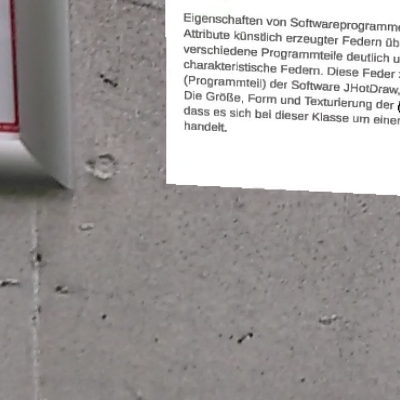 Eigenschaften von Softwareprogramme
Attribute künstlich erzeugter Federn üb
verschiedene Programmteile deutlich u
charakteristische Federn. Diese Feder
(Programmteil) der Software JHotDraw,
Die Größe, Form und Texturierung der
dass es sich bei dieser Klasse um einen
handelt.